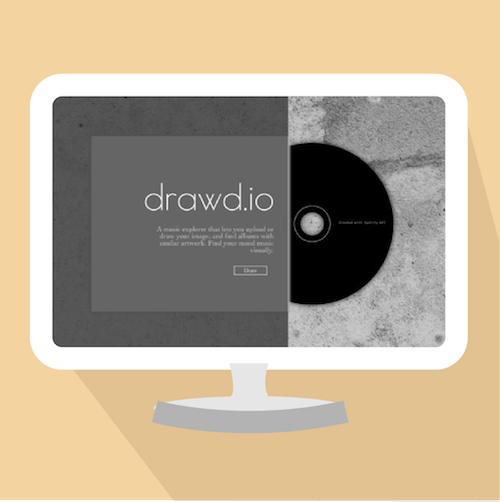 drawd.io
A music explorer that lets you upload or
draw your image, and find albums with
similar artwork. Find your mood music
visually.
Draw
Created with Spotify API